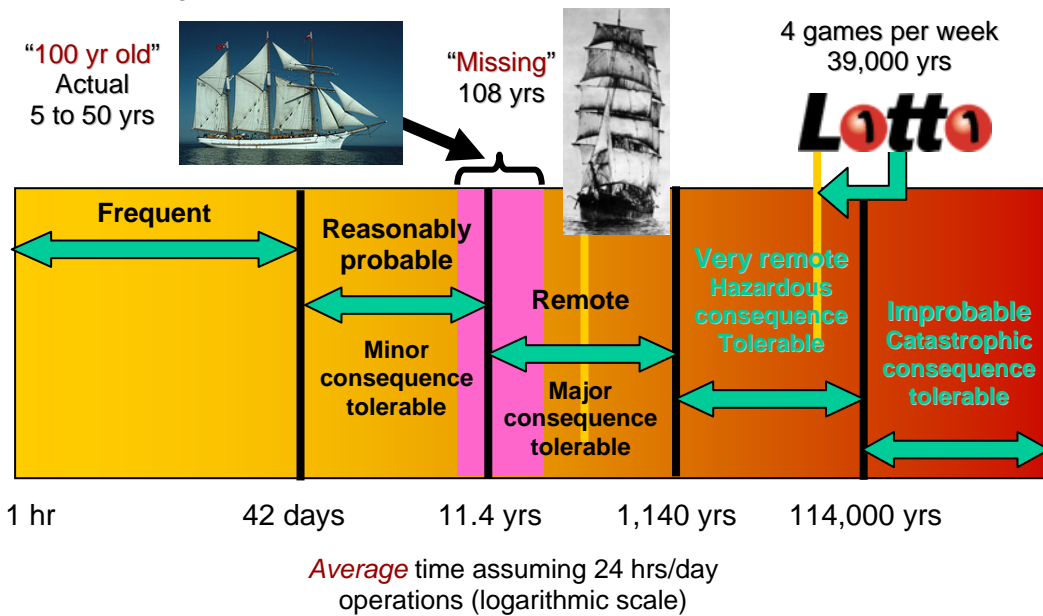 “100 yr old”
Actual
5 to 50 yrs
“Missing”
108 yrs
4 games per week
39,000 yrs
Lotto
Frequent
Reasonably
probable
Minor
consequence
tolerable
Remote
Major
consequence
tolerable
Very remote
Hazardous
consequence
Tolerable
Improbable
Catastrophic
consequence
tolerable
1 hr
42 days
11.4 yrs
1,140 yrs
114,000 yrs
Average time assuming 24 hrs/day
operations (logarithmic scale)